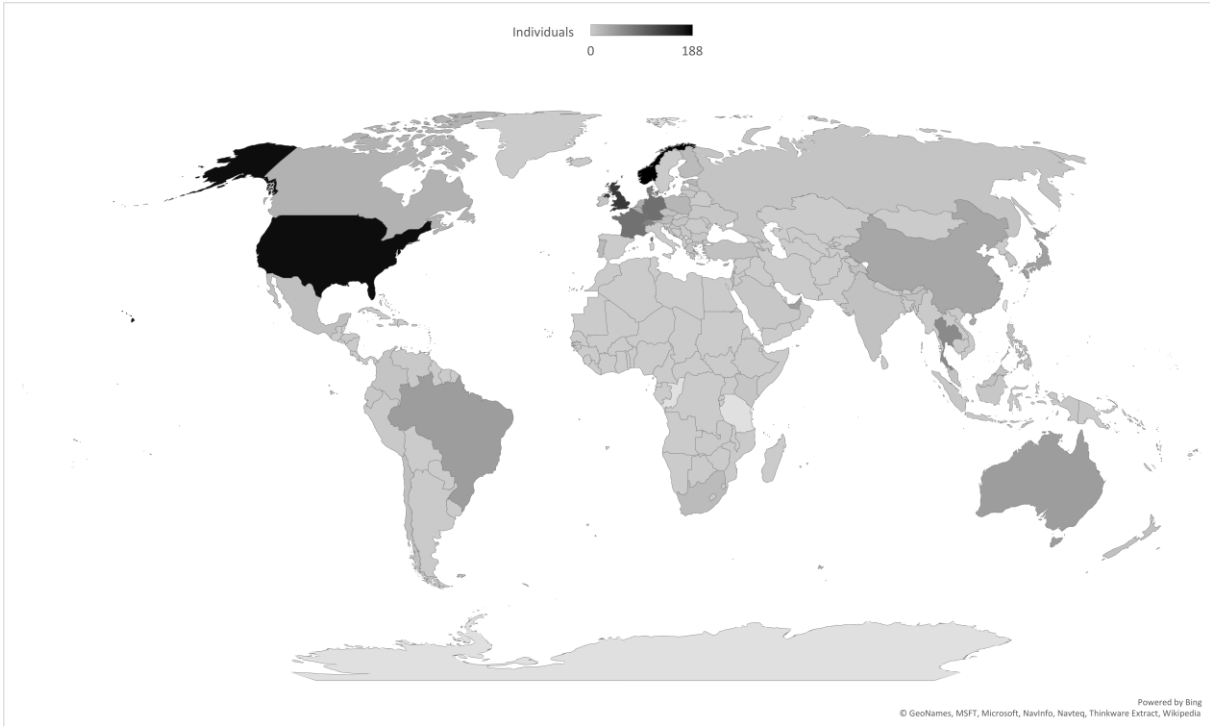 Individuals
0 188
Powered by Bing
© GeoNames, MSFT, Microsoft, NavInfo, Navteq, Thinkware Extract, Wikipedia